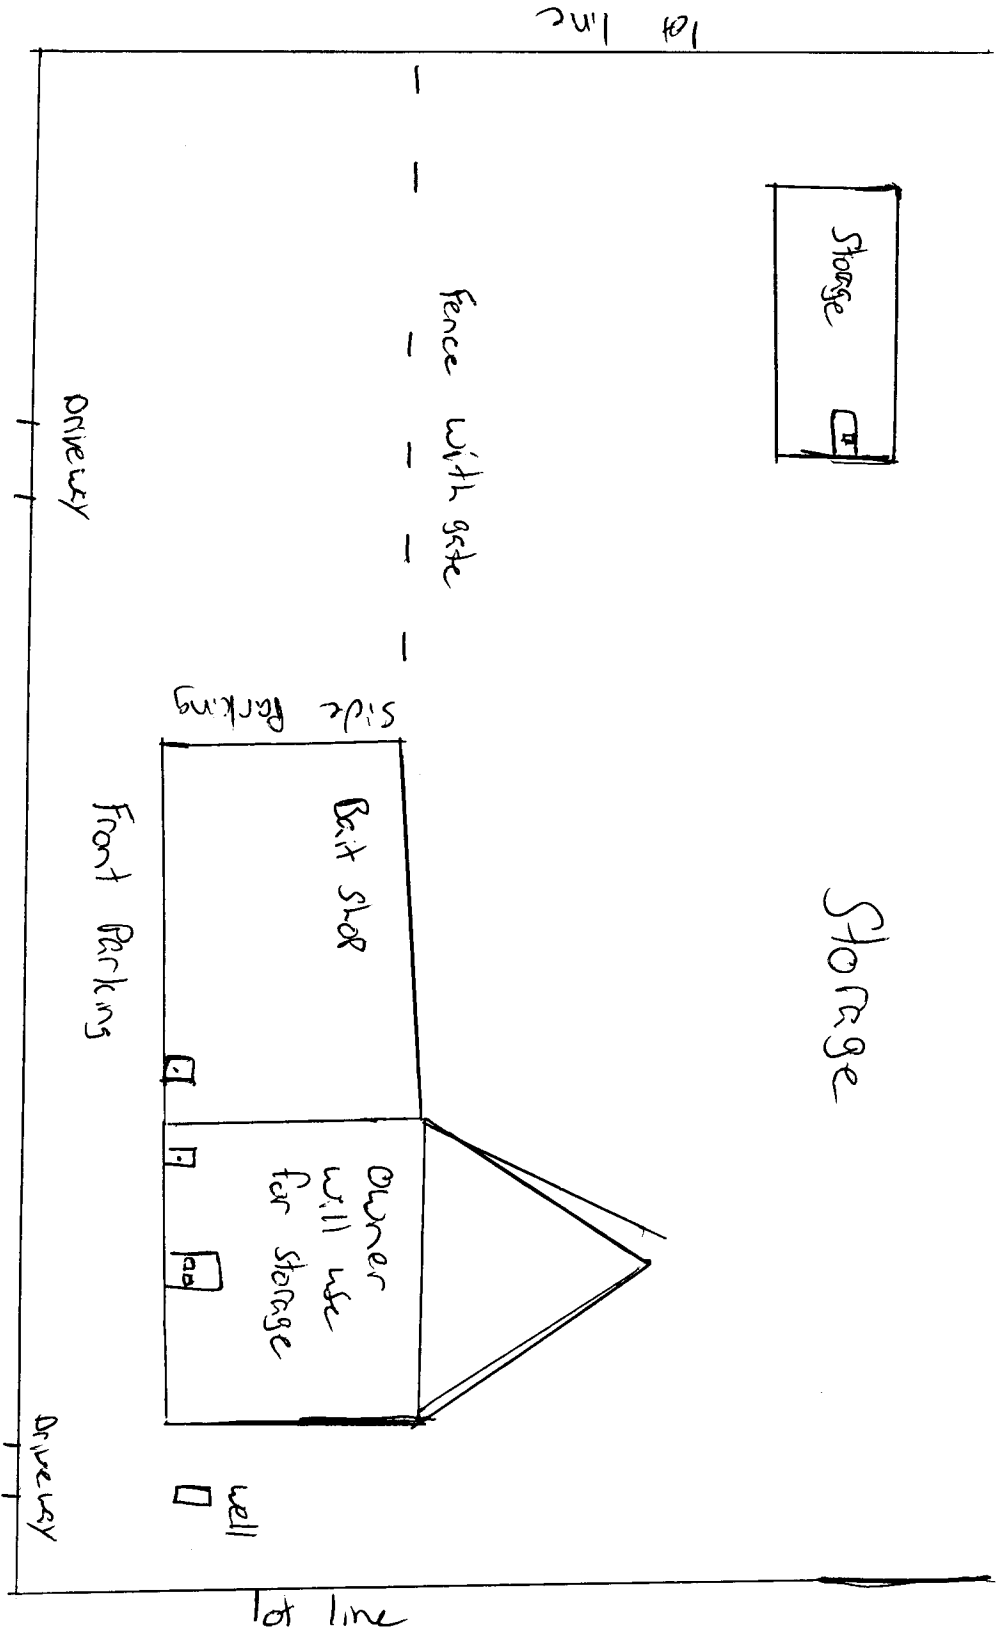 lot line
Storage
Fence with gate
Driveway
Side Parking
Bait Shop
Front Parking
Storage
Owner
will use
for storage
Driveway
well
lot line